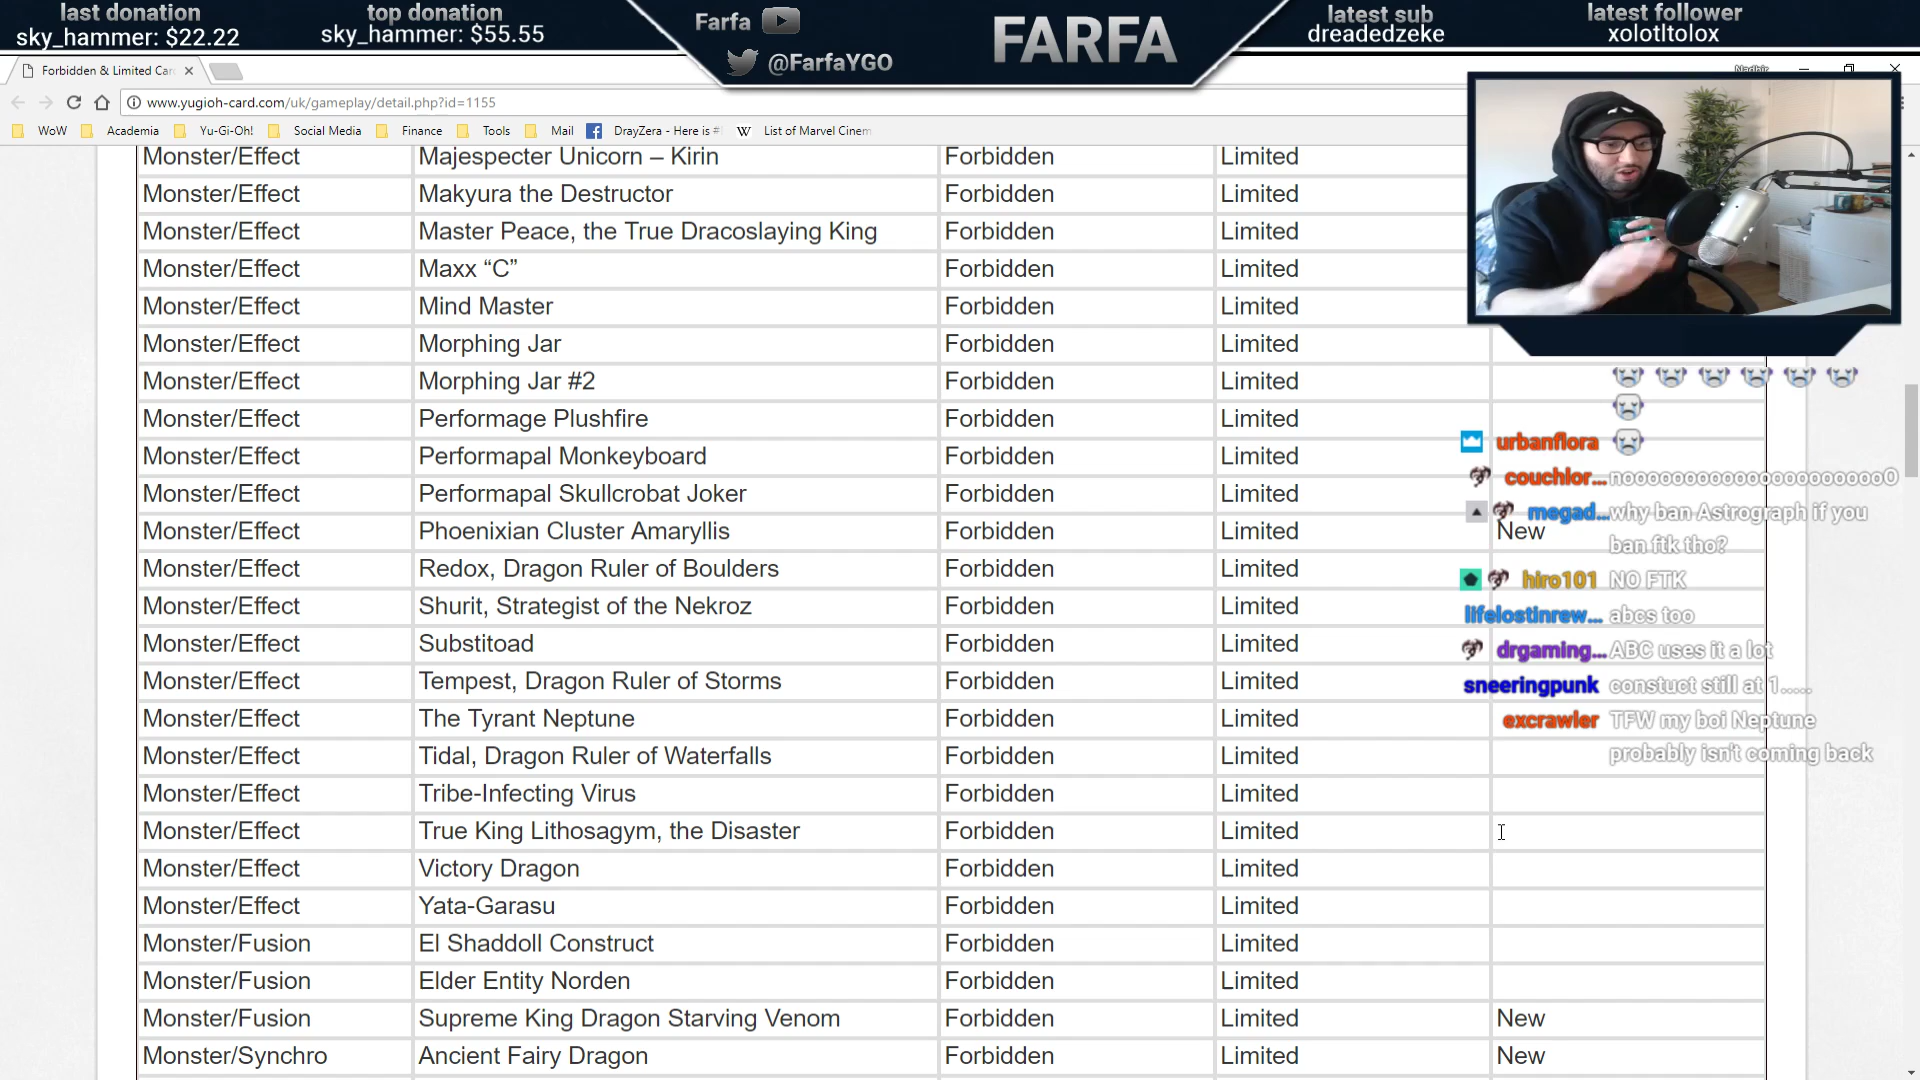 last donation
sky_hammer: $22.22
top donation
sky_hammer: $55.55
Farfa
@FarfaYGO
FARFA
latest sub
dreadedzeke
latest follower
xolotltolox
Forbidden & Limited Car
www.yugioh-card.com/uk/gameplay/detail.php?id=1155
WoW Academia Yu-Gi-Oh! Social Media Finance Tools Mail DrayZera - Here is # W List of Marvel Cinem
Monster/Effect Majespecter Unicorn – Kirin Forbidden Limited
Monster/Effect Makyura the Destructor Forbidden Limited
Monster/Effect Master Peace, the True Dracoslaying King Forbidden Limited
Monster/Effect Maxx “C” Forbidden Limited
Monster/Effect Mind Master Forbidden Limited
Monster/Effect Morphing Jar Forbidden Limited
Monster/Effect Morphing Jar #2 Forbidden Limited
Monster/Effect Performage Plushfire Forbidden Limited
Monster/Effect Performapal Monkeyboard Forbidden Limited
Monster/Effect Performapal Skullcrobat Joker Forbidden Limited
Monster/Effect Phoenixian Cluster Amaryllis Forbidden Limited New
Monster/Effect Redox, Dragon Ruler of Boulders Forbidden Limited
Monster/Effect Shurit, Strategist of the Nekroz Forbidden Limited
Monster/Effect Substitoad Forbidden Limited
Monster/Effect Tempest, Dragon Ruler of Storms Forbidden Limited
Monster/Effect The Tyrant Neptune Forbidden Limited
Monster/Effect Tidal, Dragon Ruler of Waterfalls Forbidden Limited
Monster/Effect Tribe-Infecting Virus Forbidden Limited
Monster/Effect True King Lithosagym, the Disaster Forbidden Limited
Monster/Effect Victory Dragon Forbidden Limited
Monster/Effect Yata-Garasu Forbidden Limited
Monster/Fusion El Shaddoll Construct Forbidden Limited
Monster/Fusion Elder Entity Norden Forbidden Limited
Monster/Fusion Supreme King Dragon Starving Venom Forbidden Limited New
Monster/Synchro Ancient Fairy Dragon Forbidden Limited New
urbanflora
couchlor... nooooooooooooooooooooooO
megad... why ban Astrograph if you
ban ftk tho?
hiro101 NO FTK
lifelostinrew... abcs too
drgaming... ABC uses it a lot
sneeringpunk constuct still at 1.....
excrawler TFW my boi Neptune
probably isn't coming back